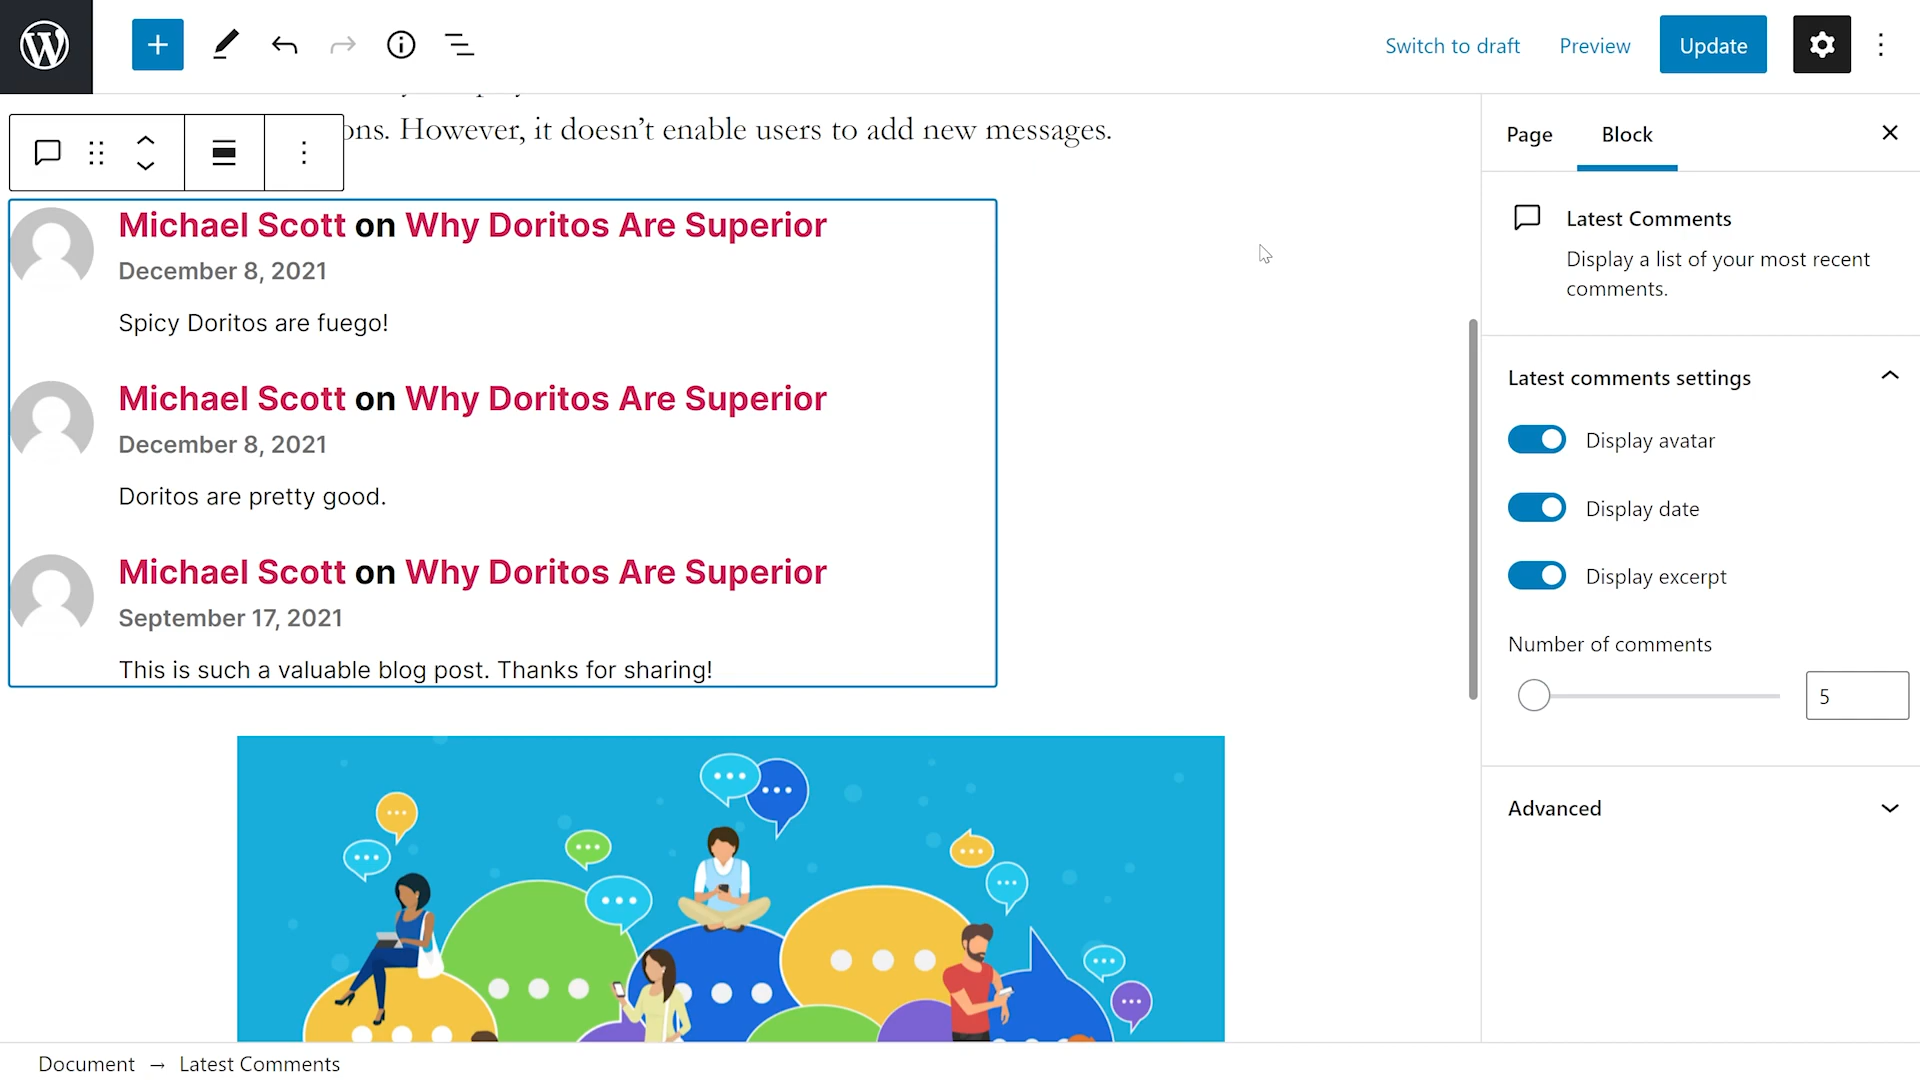 Switch to draft
Preview
Update
ons. However, it doesn’t enable users to add new messages.
Michael Scott on Why Doritos Are Superior
December 8, 2021
Spicy Doritos are fuego!
Michael Scott on Why Doritos Are Superior
December 8, 2021
Doritos are pretty good.
Michael Scott on Why Doritos Are Superior
September 17, 2021
This is such a valuable blog post. Thanks for sharing!
Page
Block
Latest Comments
Display a list of your most recent
comments.
Latest comments settings
Display avatar
Display date
Display excerpt
Number of comments
5
Advanced
Document → Latest Comments